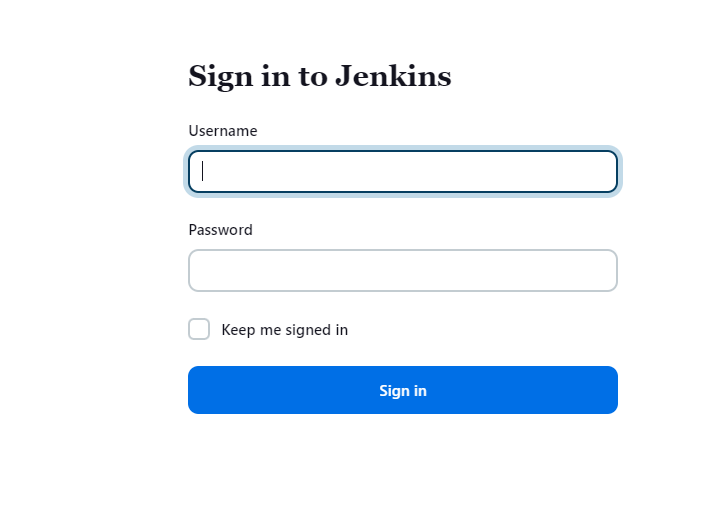 Sign in to Jenkins
Username
Password
Keep me signed in
Sign in